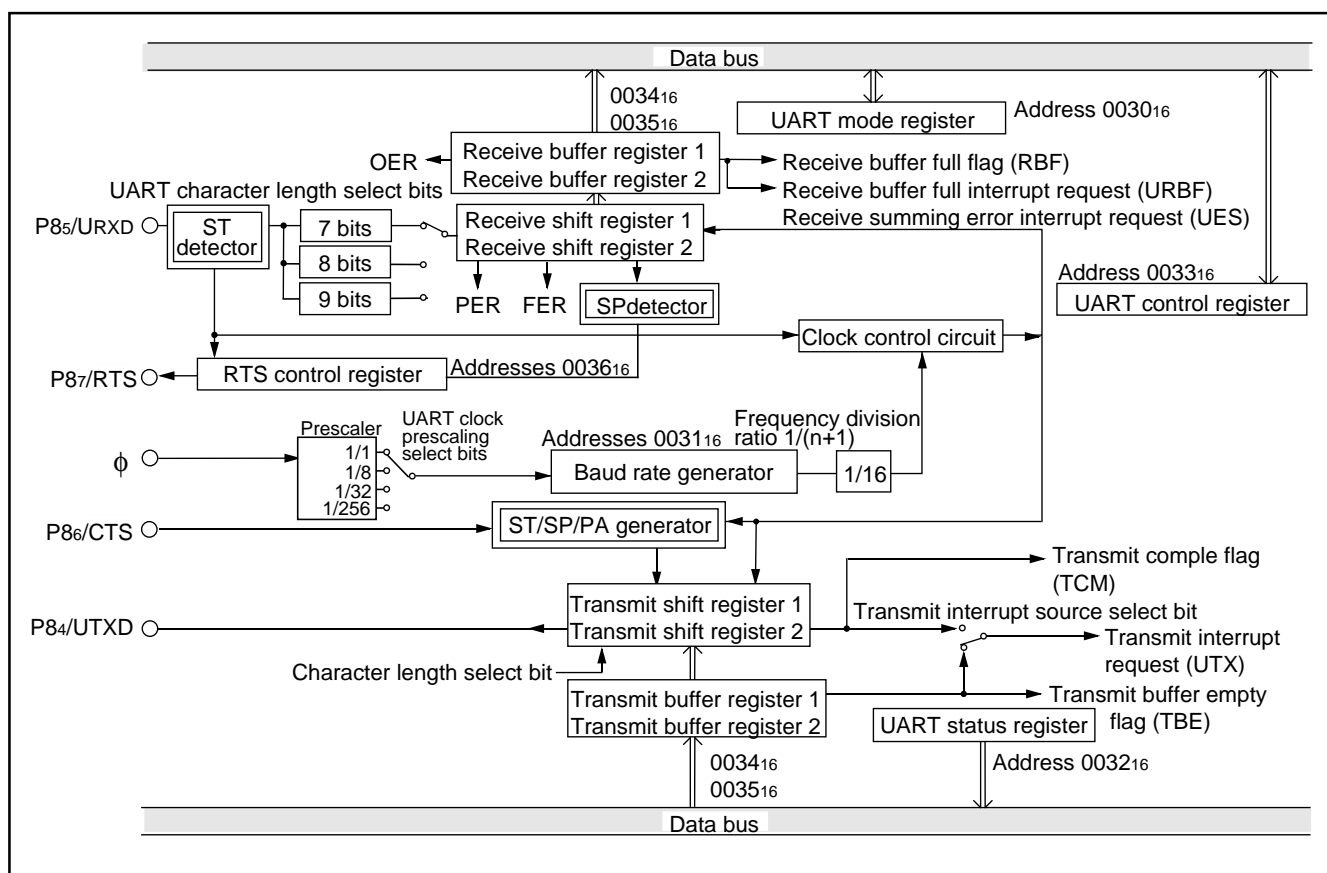 Data bus
0034₁₆
0035₁₆
UART mode register
Address 0030₁₆
OER
Receive buffer register 1
Receive buffer register 2
Receive buffer full flag (RBF)
Receive buffer full interrupt request (URBF)
Receive summing error interrupt request (UES)
UART character length select bits
P8₅/URXD
ST
detector
7 bits
8 bits
9 bits
Receive shift register 1
Receive shift register 2
PER
FER
SPdetector
Address 0033₁₆
UART control register
Clock control circuit
P8₇/RTS
RTS control register
Addresses 0036₁₆
ϕ
Prescaler
1/1
1/8
1/32
1/256
UART clock
prescaling
select bits
Addresses 0031₁₆
Baud rate generator
Frequency division
ratio 1/(n+1)
1/16
P8₆/CTS
ST/SP/PA generator
P8₄/UTXD
Transmit shift register 1
Transmit shift register 2
Character length select bit
Transmit buffer register 1
Transmit buffer register 2
Transmit comple flag
(TCM)
Transmit interrupt source select bit
Transmit interrupt
request (UTX)
Transmit buffer empty
flag (TBE)
UART status register
Address 0032₁₆
0034₁₆
0035₁₆
Data bus